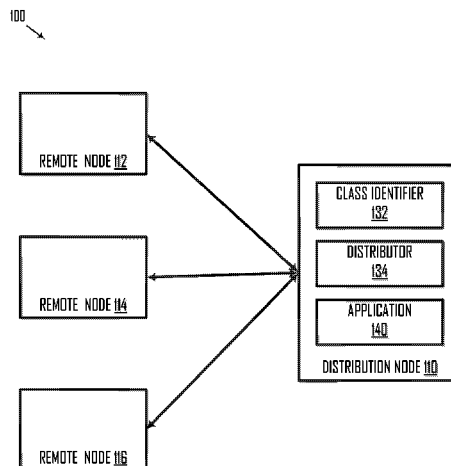 100
REMOTE NODE 112
CLASS IDENTIFIER
132
DISTRIBUTOR
134
REMOTE NODE 114
APPLICATION
140
DISTRIBUTION NODE 110
REMOTE NODE 116